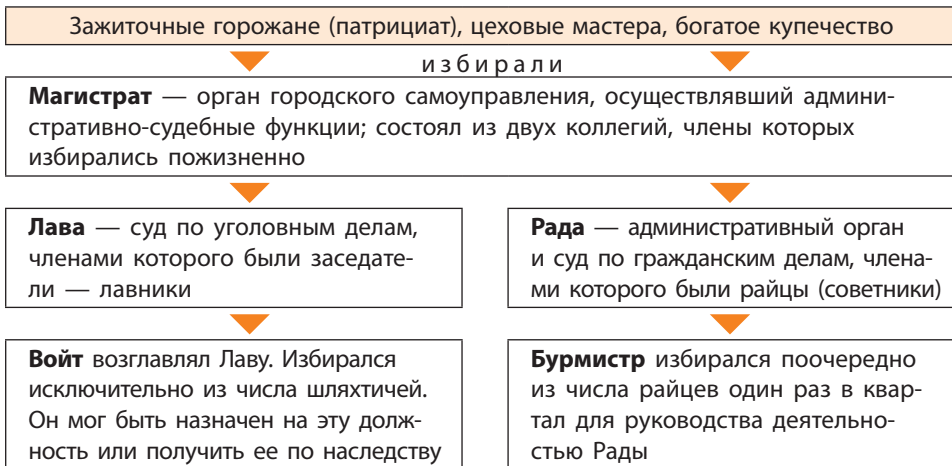 Зажиточные горожане (патрициат), цеховые мастера, богатое купечество
избирали
Магистрат — орган городского самоуправления, осуществлявший админи-
стративно-судебные функции; состоял из двух коллегий, члены которых
избирались пожизненно
Лава — суд по уголовным делам,
членами которого были заседате-
ли — лавники
Рада — административный орган
и суд по гражданским делам, члена-
ми которого были райцы (советники)
Войт возглавлял Лаву. Избирался
исключительно из числа шляхтичей.
Он мог быть назначен на эту долж-
ность или получить ее по наследству
Бурмистр избирался поочередно
из числа райцев один раз в квар-
тал для руководства деятельно-
стью Рады